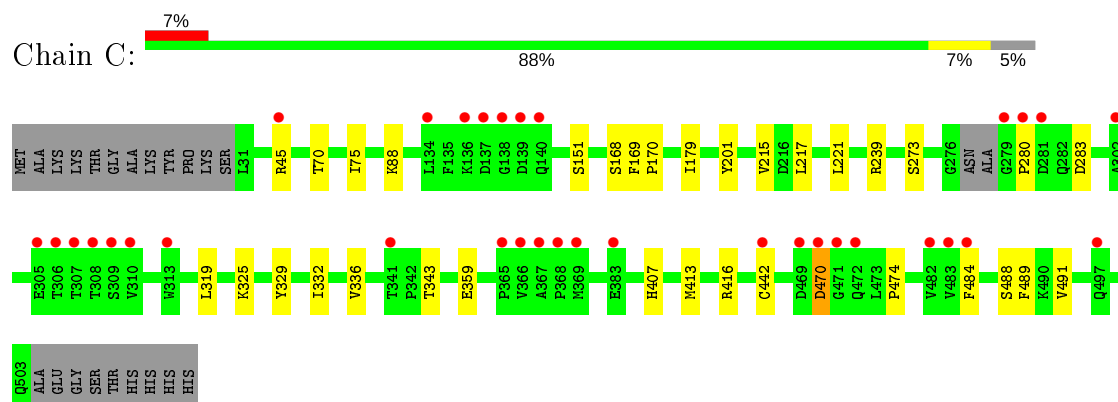 7%
Chain C:
88% 7% 5%
MET ALA LYS LYS THR GLY ALA LYS TYR PRO LYS SER L31 R45 T70 I75 K88 L134 F135 K136 D137 G138 D139 Q140 S151 S168 F169 P170 I179 Y201 V215 D216 L217 L221 R239 S273 G276 ASN ALA G279 P280 D281 Q282 D283
E305 T306 T307 T308 S309 V310 W313 L319 K325 Y329 I332 V336 T341 P342 T343 E359 P365 V366 A367 P368 M369 E383 H407 M413 R416 C442 D469 D470 G471 Q472 L473 P474 V482 V483 F484 S488 F489 K490 V491 Q497
Q503 ALA GLU GLY SER THR HIS HIS HIS HIS